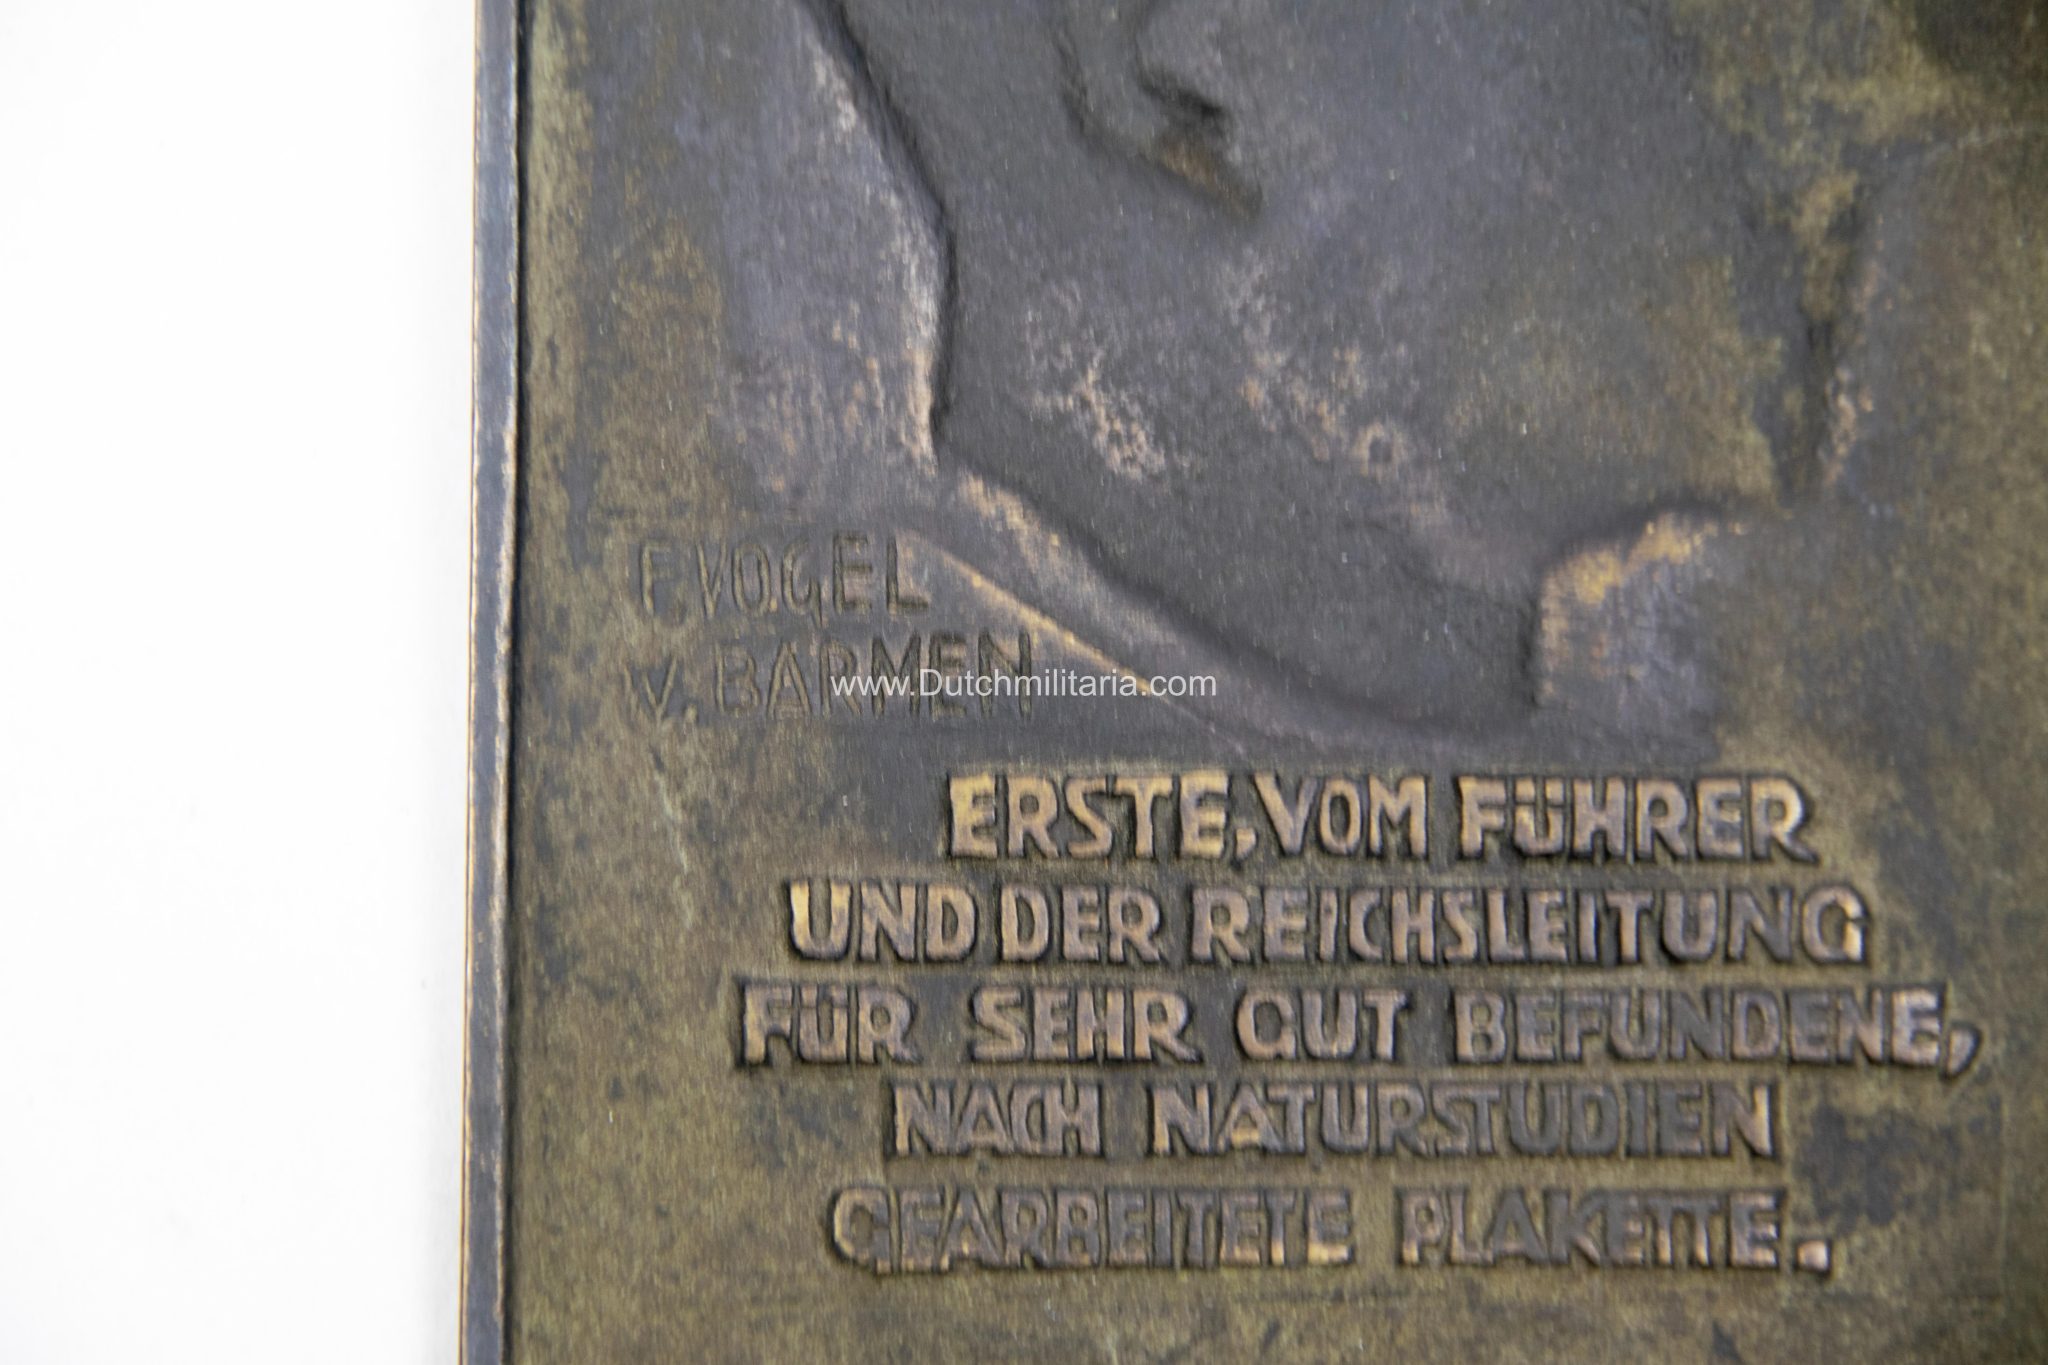 F.VOGEL
V.BARMEN
www.Dutchmilitaria.com
ERSTE, VOM FÜHRER
UND DER REICHSLEITUNG
FÜR SEHR GUT BEFUNDENE,
NACH NATURSTUDIEN
GEARBEITETE PLAKETTE.